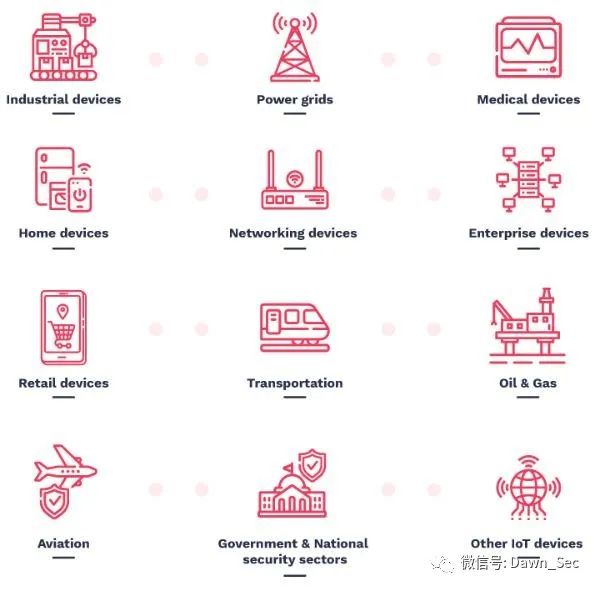 Industrial devices
Power grids
Medical devices
Home devices
Networking devices
Enterprise devices
Retail devices
Transportation
Oil & Gas
Aviation
Government & National
security sectors
Other IoT devices
微信号: Dawn_Sec